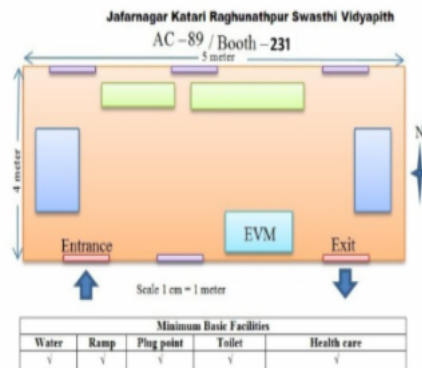 Jafarnagar Katari Raghunathpur Swasthi Vidyapith
AC -89 / Booth -231
5 meter
4 meter
N
EVM
Entrance
Exit
Scale 1 cm = 1 meter
Minimum Basic Facilities
Water Ramp Plug point Toilet Health care
√ √ √ √ √